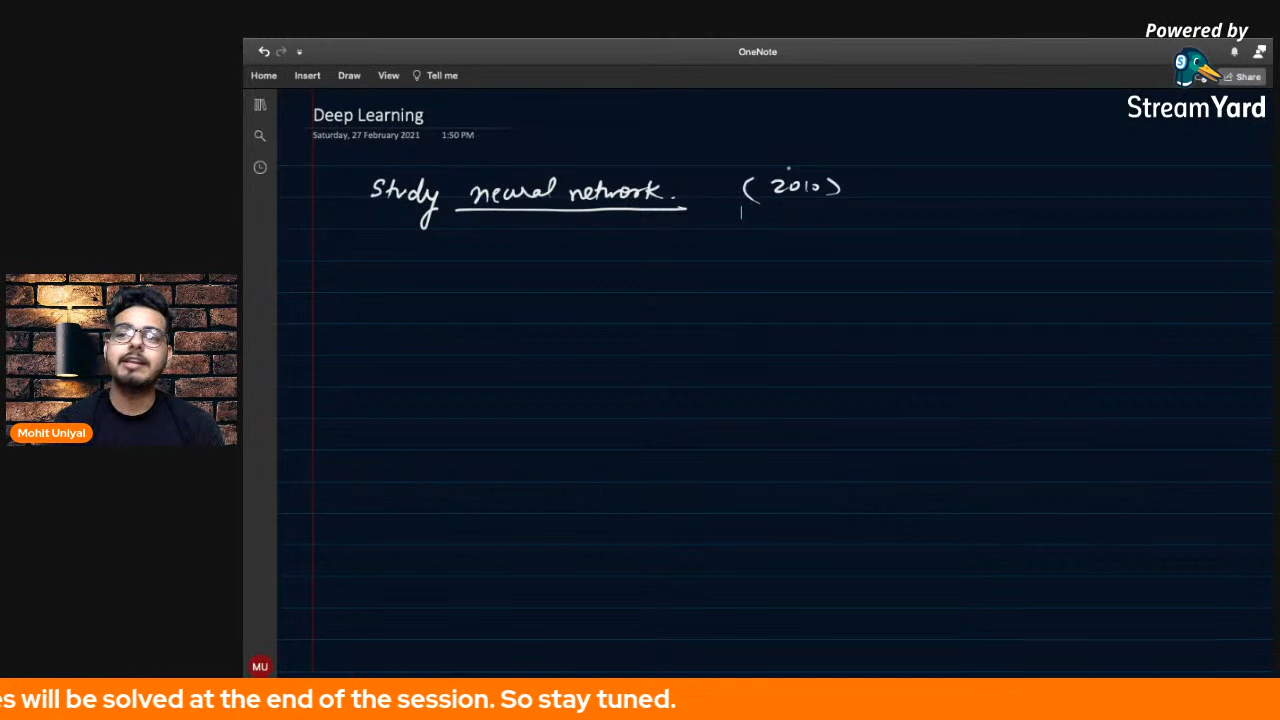 Powered by
StreamYard
OneNote
Home Insert Draw View Tell me
Share
Deep Learning
Saturday, 27 February 2021 1:50 PM
Study neural network. (2010)
Mohit Uniyal
MU
es will be solved at the end of the session. So stay tuned.